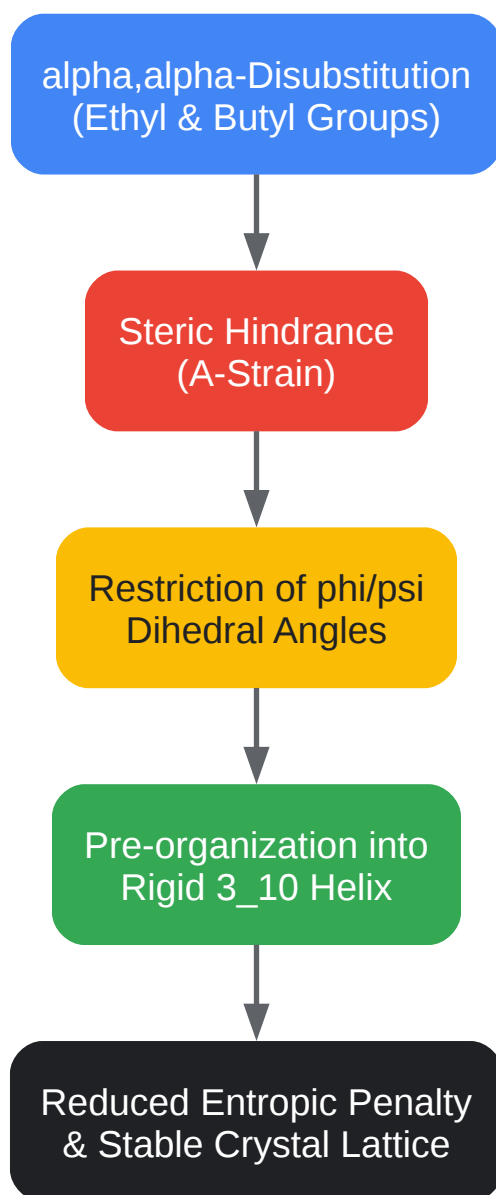 alpha,alpha-Disubstitution
(Ethyl & Butyl Groups)
Steric Hindrance
(A-Strain)
Restriction of phi/psi
Dihedral Angles
Pre-organization into
Rigid 3_10 Helix
Reduced Entropic Penalty
& Stable Crystal Lattice